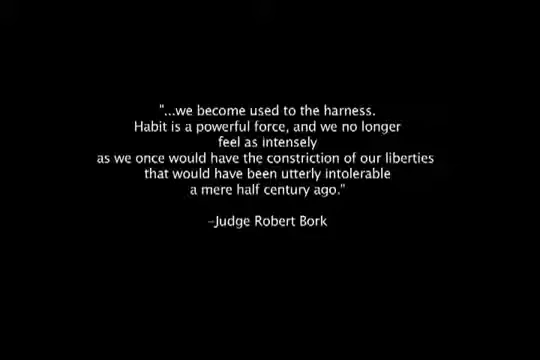 "...we become used to the harness.
Habit is a powerful force, and we no longer
feel as intensely
as we once would have the constriction of our liberties
that would have been utterly intolerable
a mere half century ago."
–Judge Robert Bork